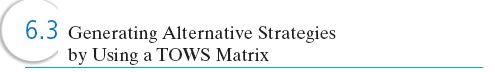 6.3 Generating Alternative Strategies
by Using a TOWS Matrix